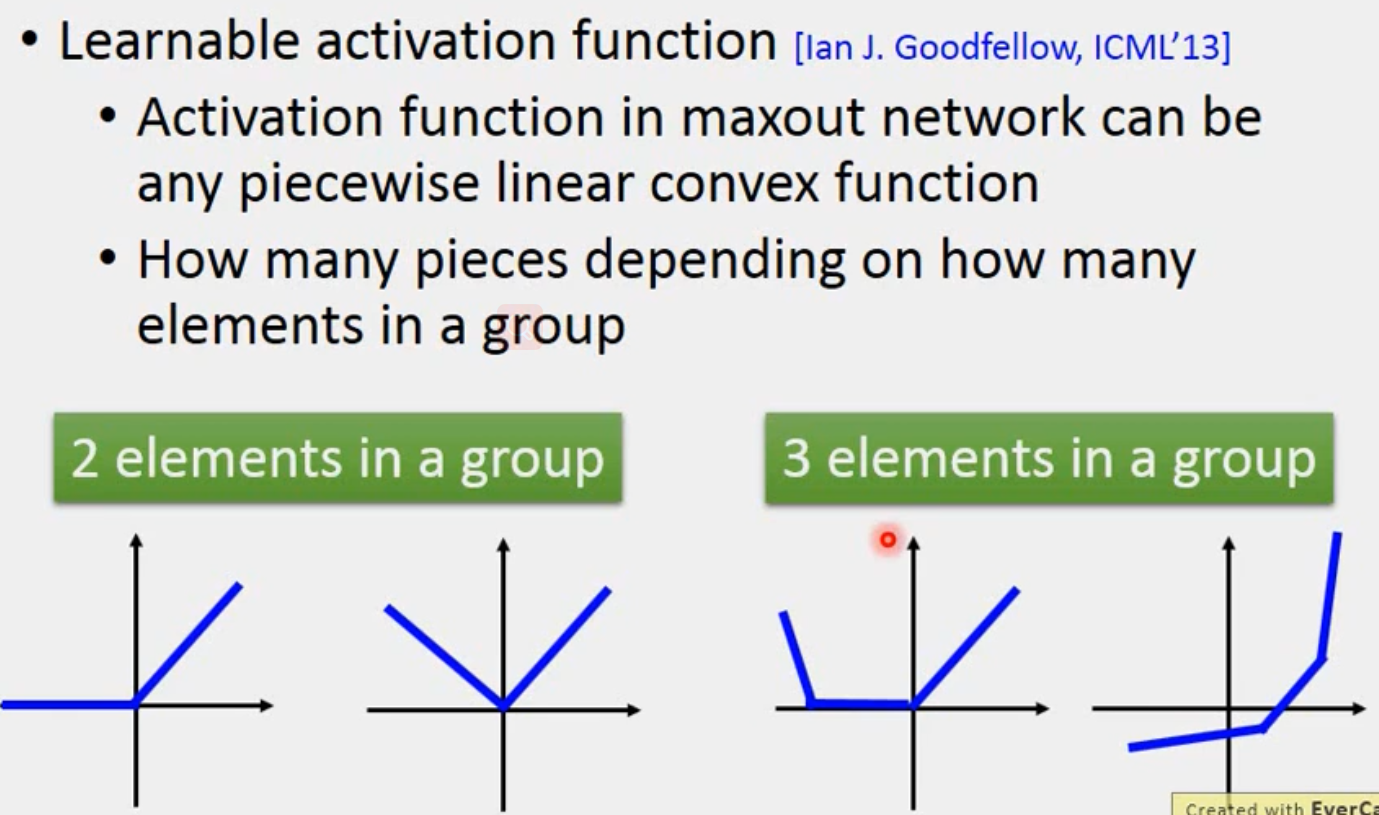 • Learnable activation function [Ian J. Goodfellow, ICML’13]
• Activation function in maxout network can be
any piecewise linear convex function
• How many pieces depending on how many
elements in a group
2 elements in a group
3 elements in a group
Created with